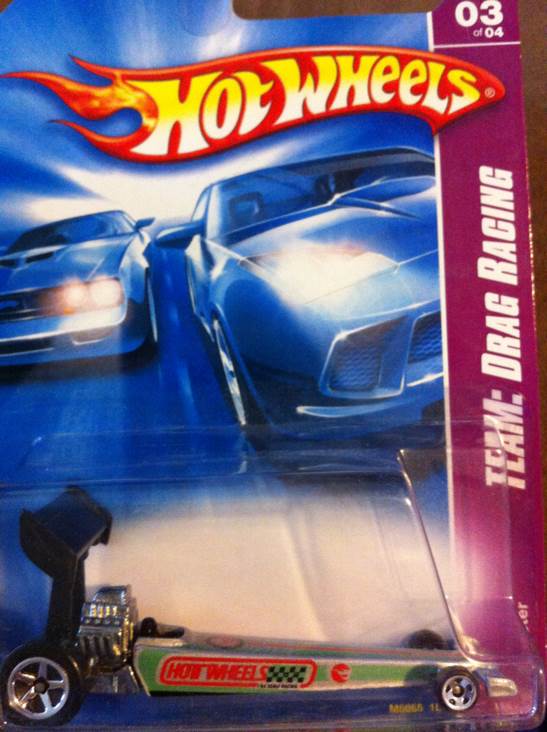 03
of 04
HOT WHEELS®
TEAM: DRAG RACING
HOT WHEELS